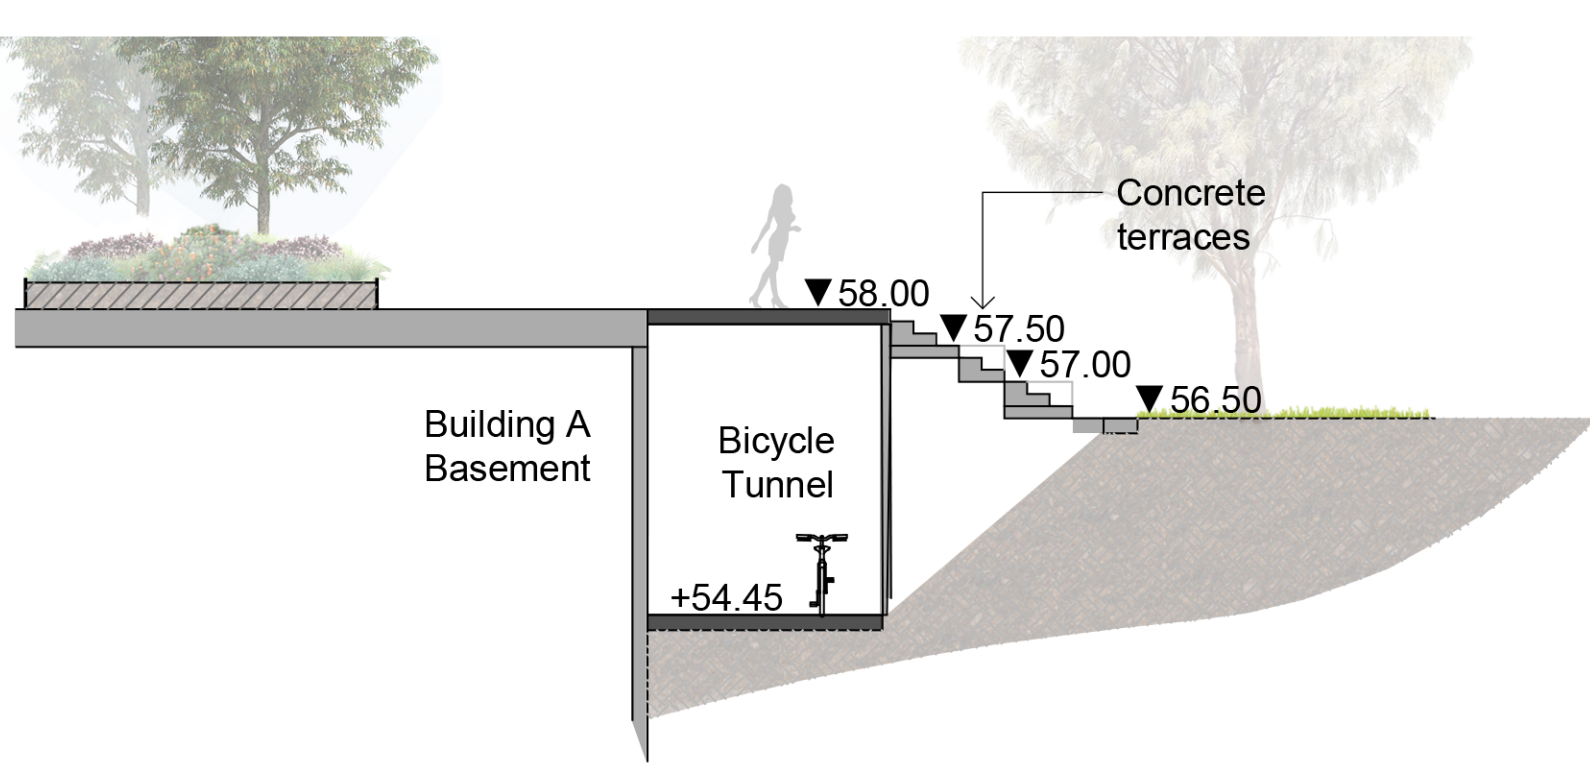 Concrete
terraces
58.00
57.50
57.00
56.50
Building A
Basement
Bicycle
Tunnel
+54.45